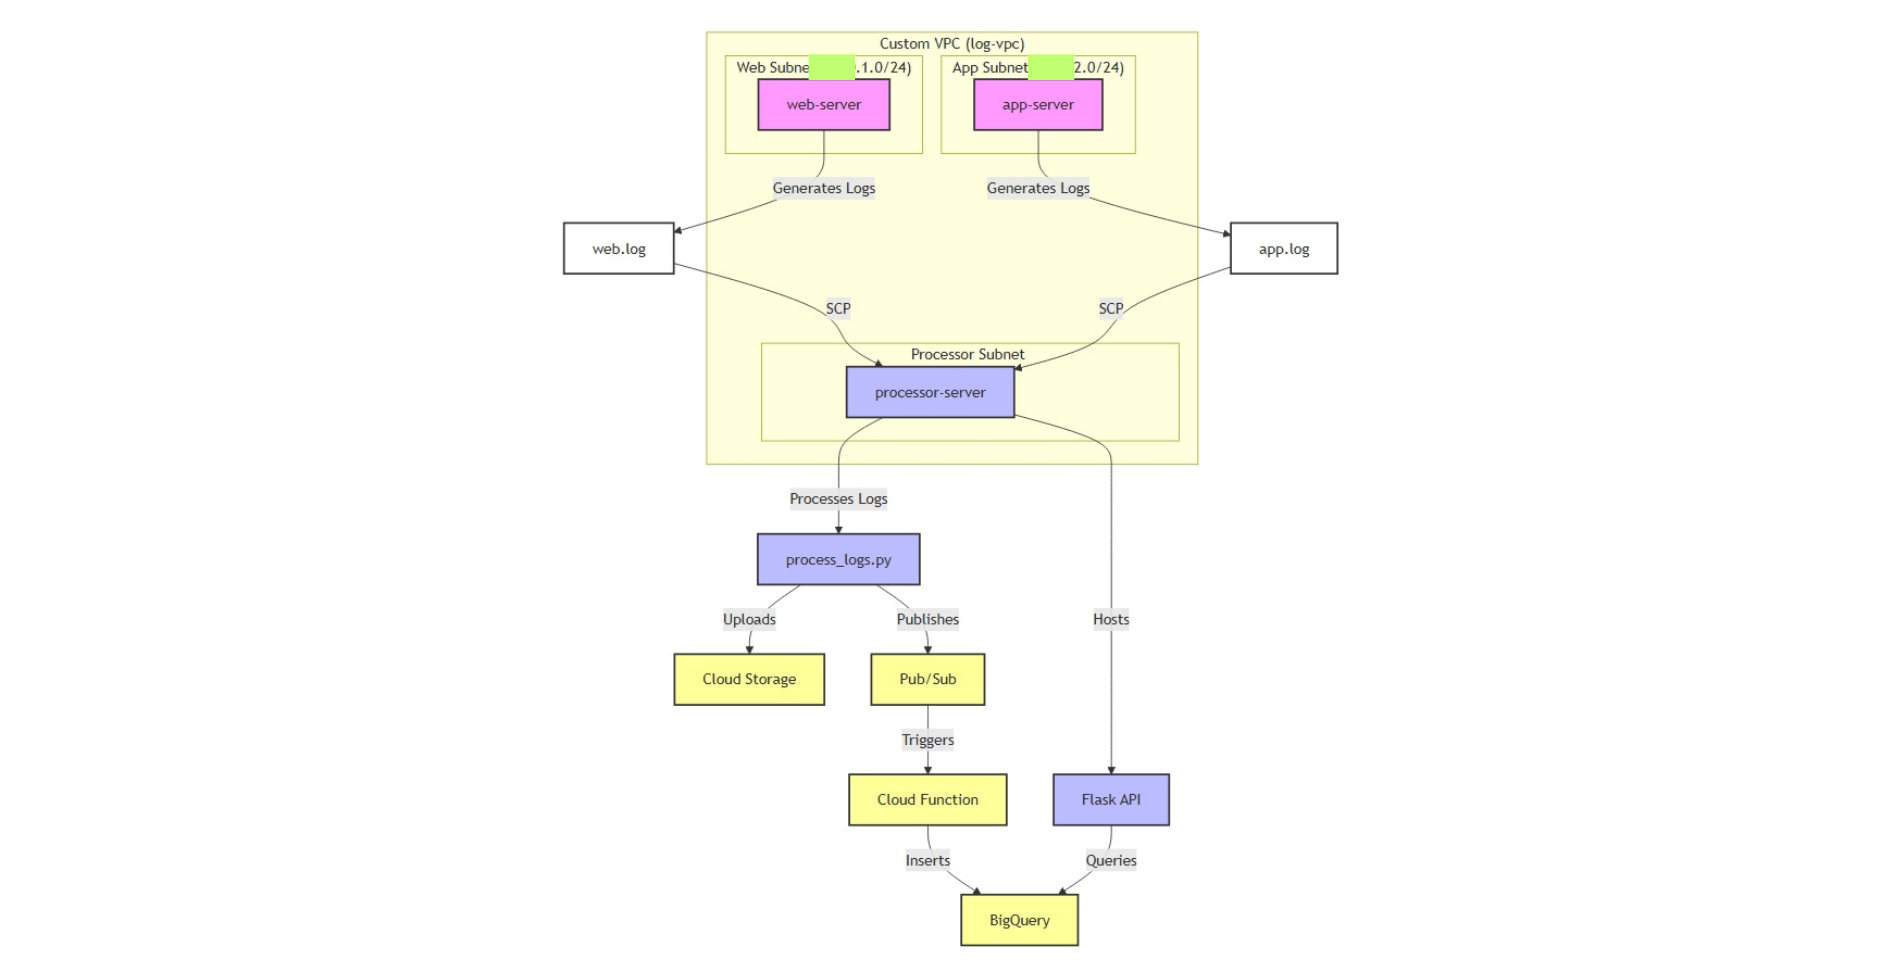 Custom VPC (log-vpc)
Web Subne .1.0/24)
App Subnet 2.0/24)
web-server
app-server
Generates Logs
Generates Logs
web.log
app.log
SCP
SCP
Processor Subnet
processor-server
Processes Logs
process_logs.py
Uploads
Publishes
Hosts
Cloud Storage
Pub/Sub
Triggers
Cloud Function
Flask API
Inserts
Queries
BigQuery